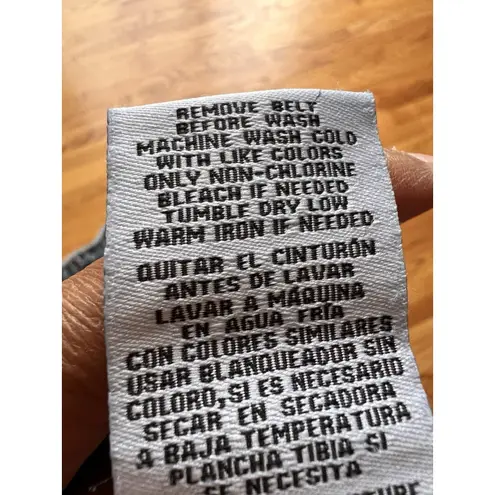 REMOVE BELT
BEFORE WASH
MACHINE WASH COLD
WITH LIKE COLORS
ONLY NON-CHLORINE
BLEACH IF NEEDED
TUMBLE DRY LOW
WARM IRON IF NEEDED
QUITAR EL CINTURÓN
ANTES DE LAVAR
LAVAR A MÁQUINA
EN AGUA FRÍA
CON COLORES SIMILARES
USAR BLANQUEADOR SIN
COLORO, SI ES NECESARIO
SECAR EN SECADORA
A BAJA TEMPERATURA
PLANCHA TIBIA SI
SE NECESITA